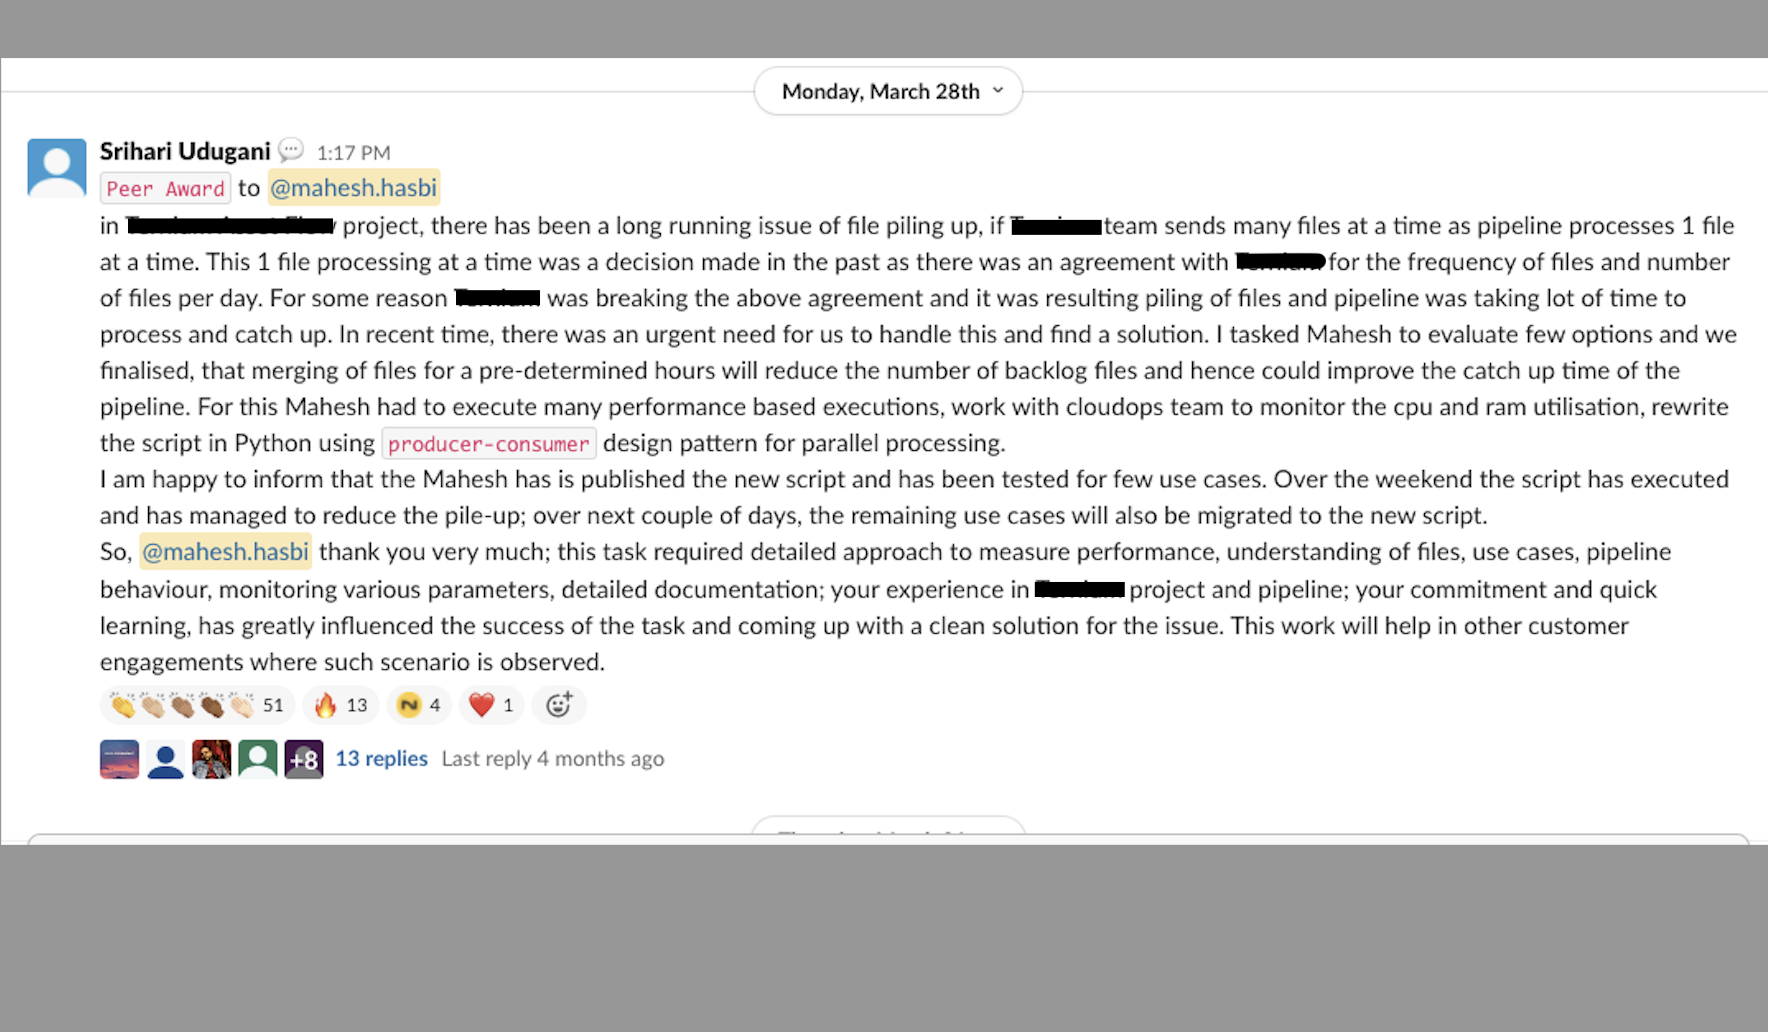 Monday, March 28th
Srihari Udugani 1:17 PM
Peer Award to @mahesh.hasbi
in project, there has been a long running issue of file piling up, if team sends many files at a time as pipeline processes 1 file
at a time. This 1 file processing at a time was a decision made in the past as there was an agreement with for the frequency of files and number
of files per day. For some reason was breaking the above agreement and it was resulting piling of files and pipeline was taking lot of time to
process and catch up. In recent time, there was an urgent need for us to handle this and find a solution. I tasked Mahesh to evaluate few options and we
finalised, that merging of files for a pre-determined hours will reduce the number of backlog files and hence could improve the catch up time of the
pipeline. For this Mahesh had to execute many performance based executions, work with cloudops team to monitor the cpu and ram utilisation, rewrite
the script in Python using producer-consumer design pattern for parallel processing.
I am happy to inform that the Mahesh has is published the new script and has been tested for few use cases. Over the weekend the script has executed
and has managed to reduce the pile-up; over next couple of days, the remaining use cases will also be migrated to the new script.
So, @mahesh.hasbi thank you very much; this task required detailed approach to measure performance, understanding of files, use cases, pipeline
behaviour, monitoring various parameters, detailed documentation; your experience in project and pipeline; your commitment and quick
learning, has greatly influenced the success of the task and coming up with a clean solution for the issue. This work will help in other customer
engagements where such scenario is observed.
51 13 N 4 1
+8 13 replies Last reply 4 months ago